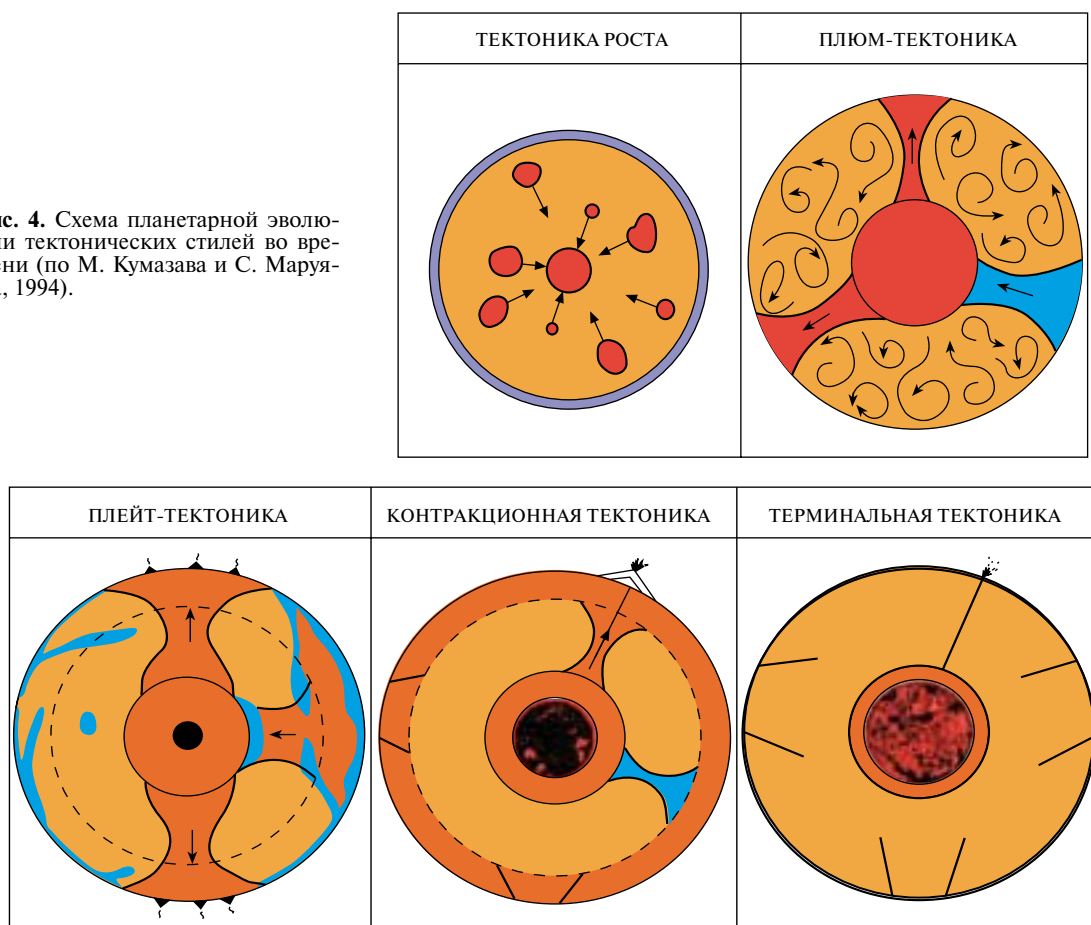 ТЕКТОНИКА РОСТА
ПЛЮМ-ТЕКТОНИКА
ис. 4. Схема планетарной эволю-
ии тектонических стилей во вре-
ени (по М. Кумазава и С. Маруя-
, 1994).
ПЛЕЙТ-ТЕКТОНИКА
КОНТРАКЦИОННАЯ ТЕКТОНИКА
ТЕРМИНАЛЬНАЯ ТЕКТОНИКА